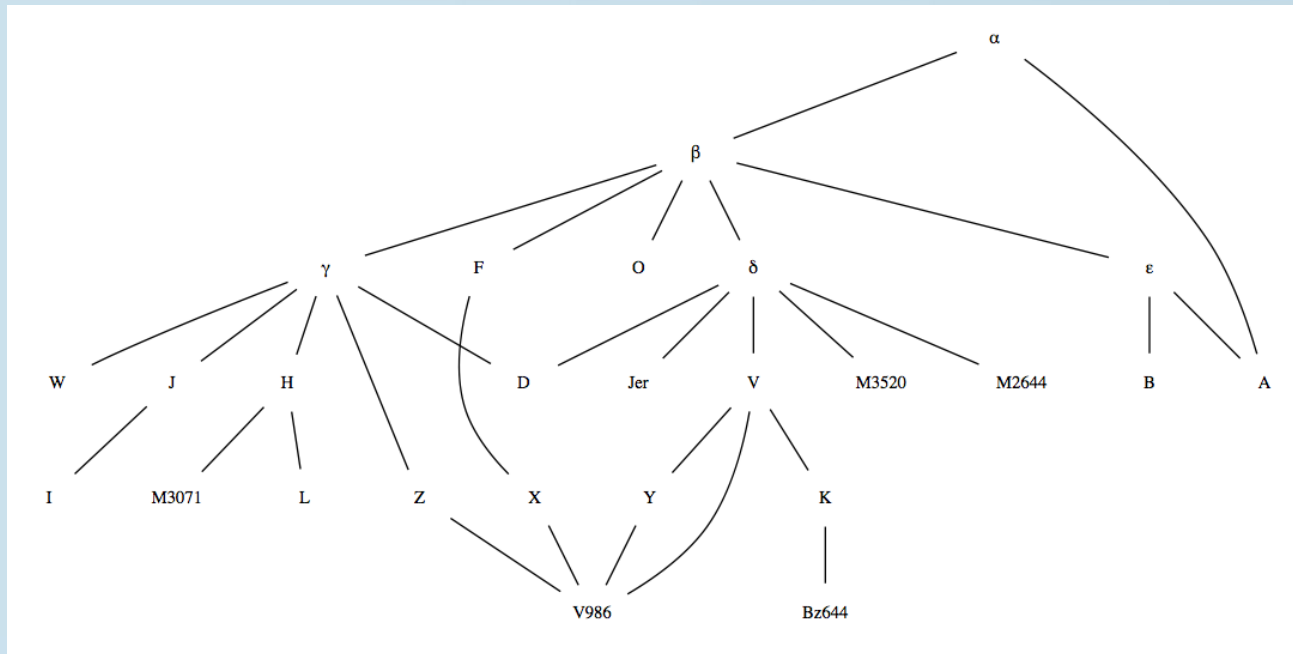 α
β
γ F O δ ε
W J H D Jer V M3520 M2644 B A
I M3071 L Z X Y K
V986 Bz644